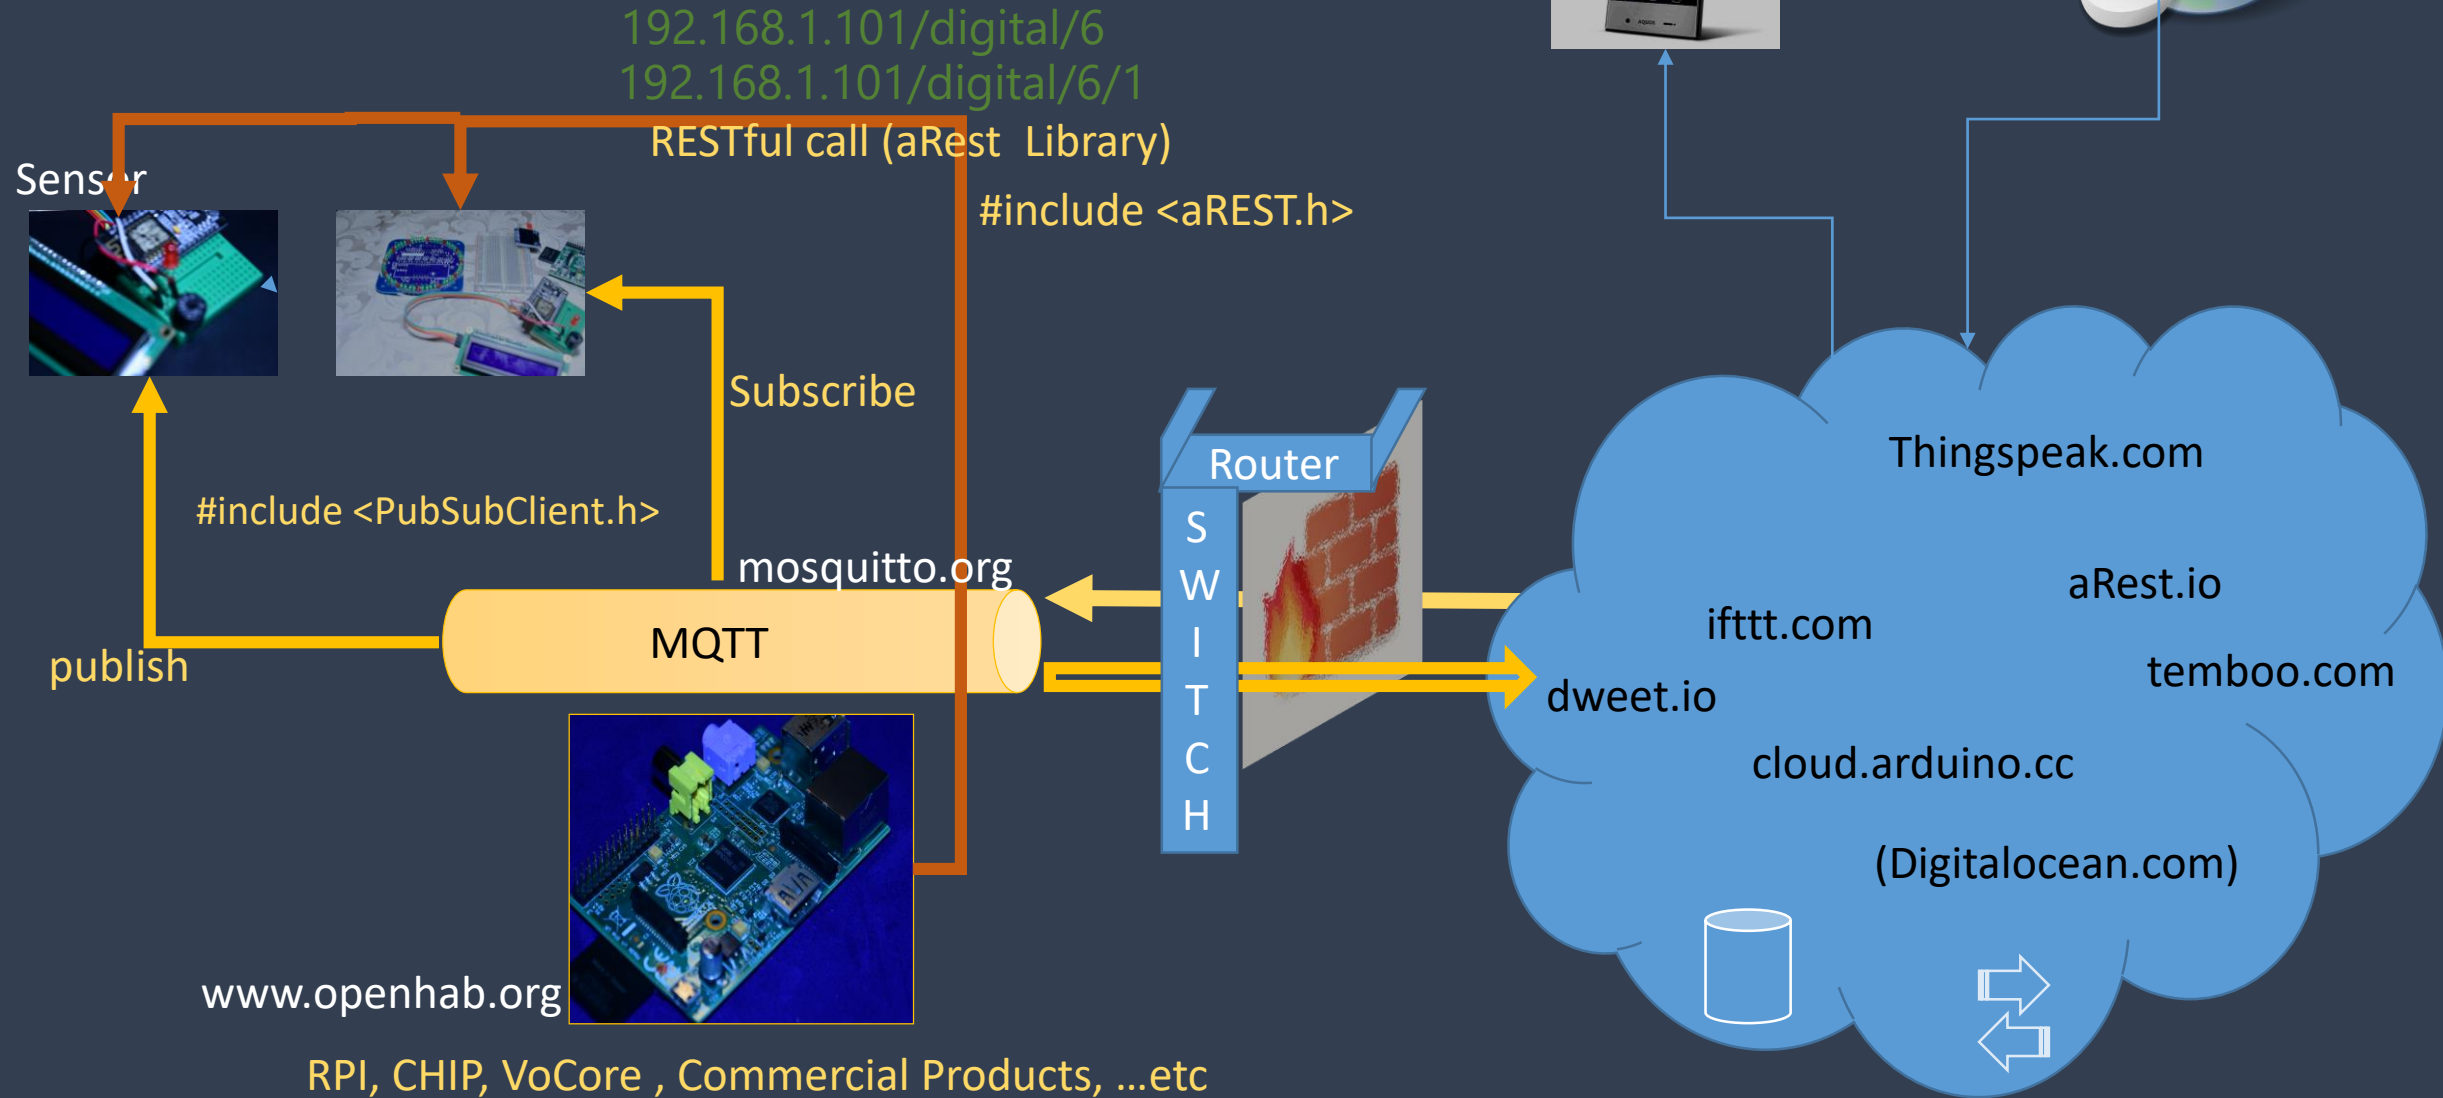 192.168.1.101/digital/6
192.168.1.101/digital/6/1
RESTful call (aRest Library)
#include <aREST.h>
Sensor
AQUOS
Subscribe
#include <PubSubClient.h>
publish
mosquitto.org
MQTT
Router
SWITCH
Thingspeak.com
aRest.io
ifttt.com
temboo.com
dweet.io
cloud.arduino.cc
(Digitalocean.com)
www.openhab.org
RPI, CHIP, VoCore , Commercial Products, ...etc